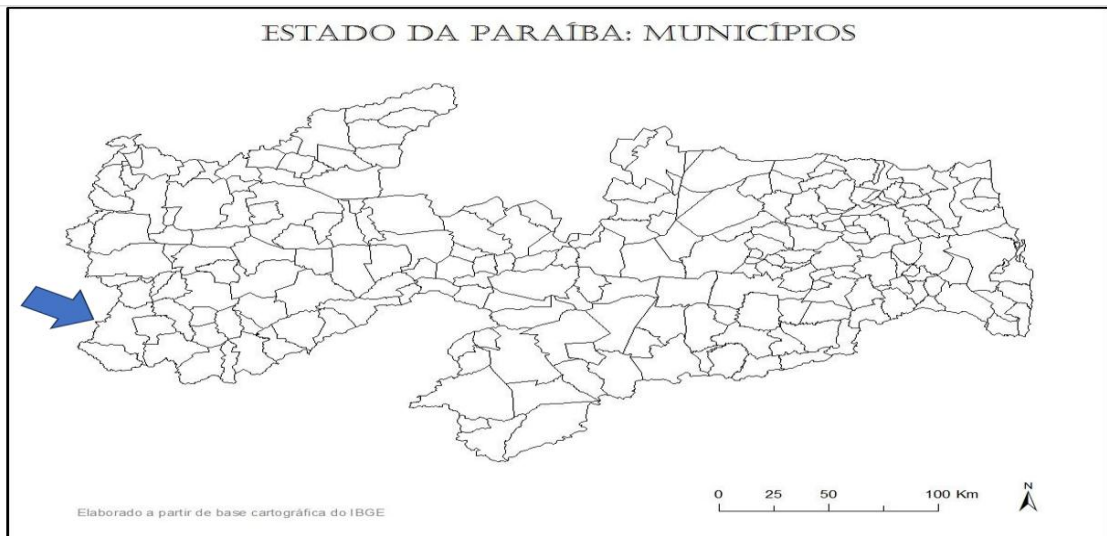 ESTADO DA PARAÍBA: MUNICÍPIOS
N
0 25 50 100 Km
Elaborado a partir de base cartográfica do IBGE